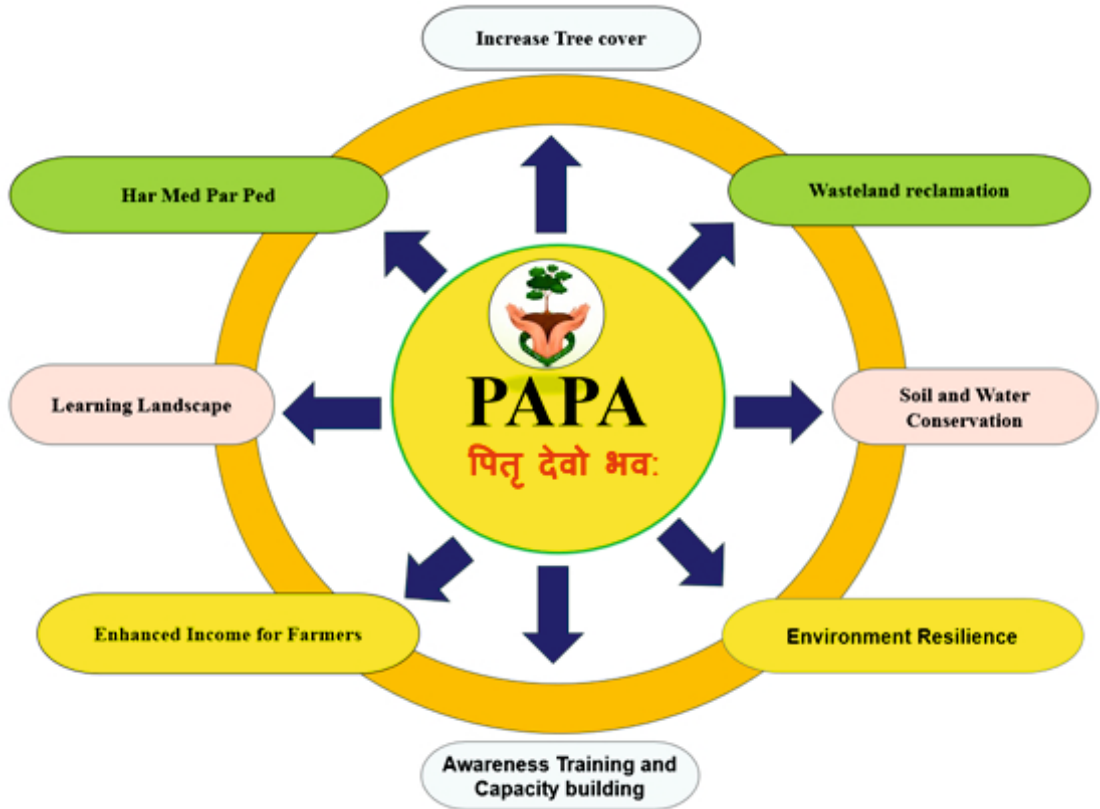 Increase Tree cover
Har Med Par Ped
Wasteland reclamation
PAPA
पितृ देवो भव:
Learning Landscape
Soil and Water
Conservation
Enhanced Income for Farmers
Environment Resilience
Awareness Training and
Capacity building